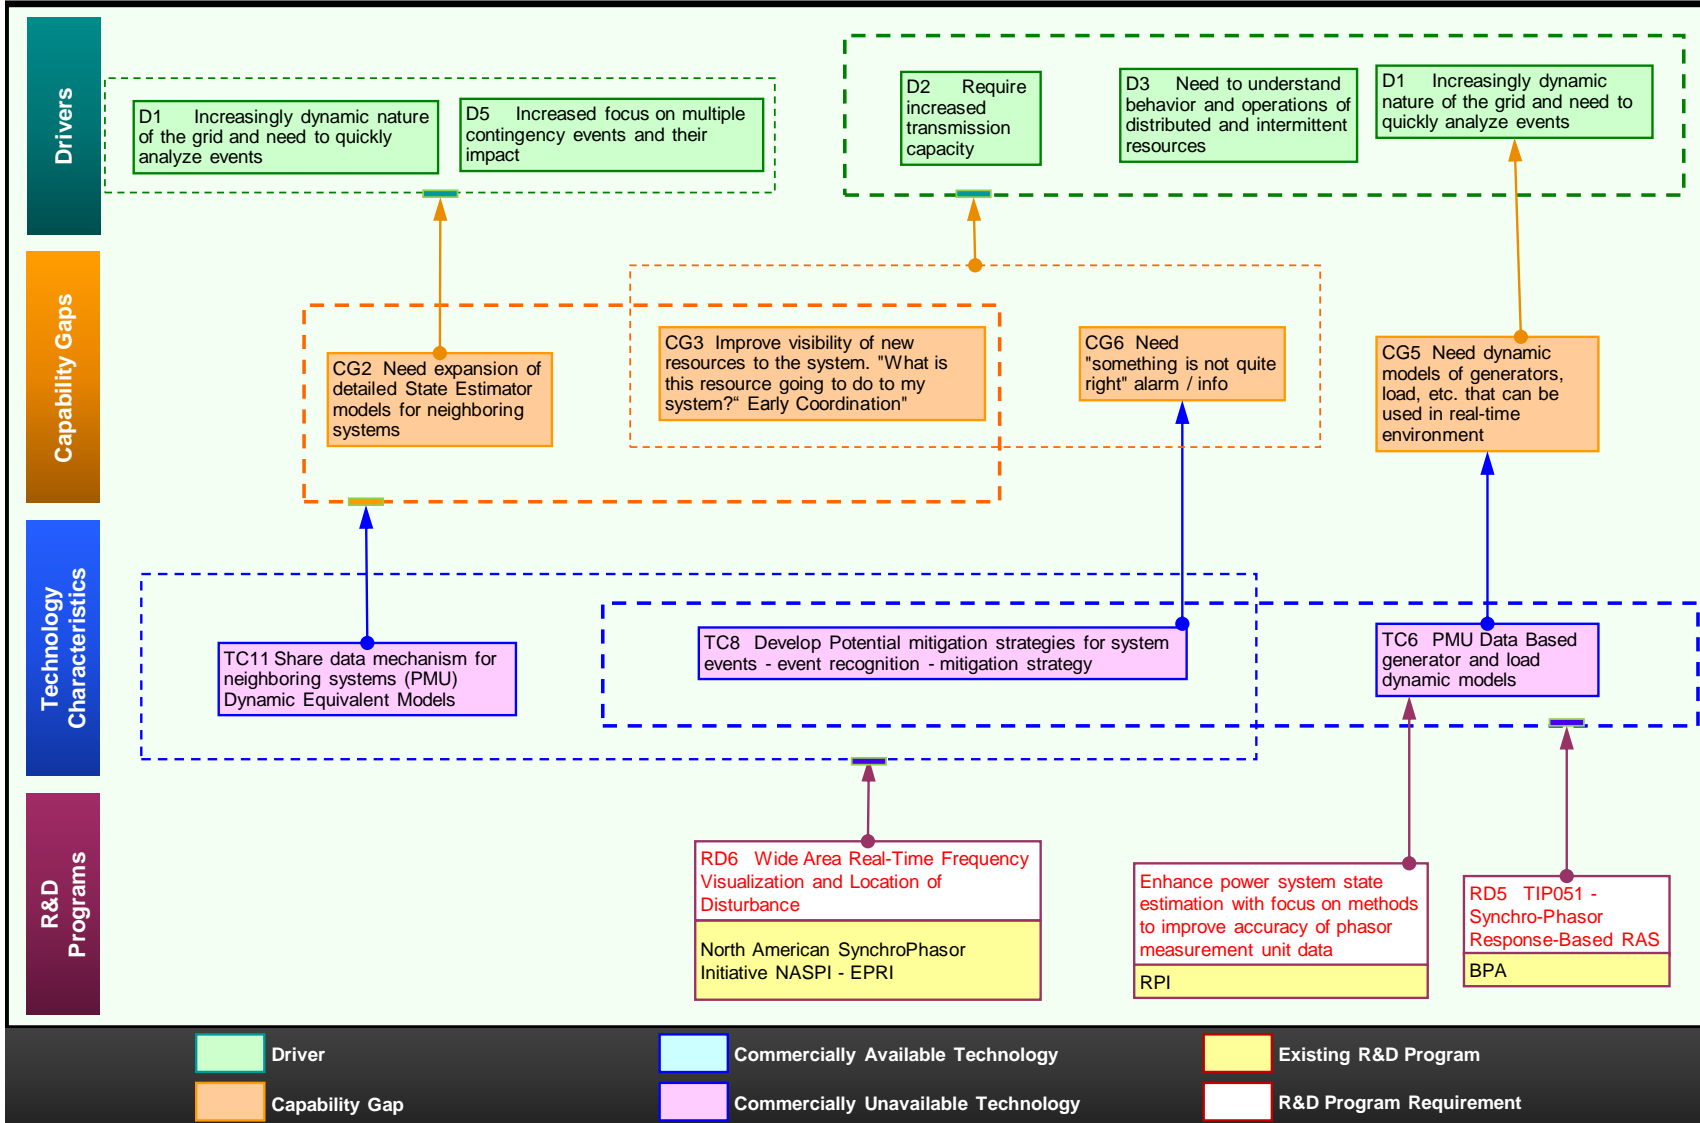 Drivers
D1 Increasingly dynamic nature
of the grid and need to quickly
analyze events
D5 Increased focus on multiple
contingency events and their
impact
D2 Require
increased
transmission
capacity
D3 Need to understand
behavior and operations of
distributed and intermittent
resources
D1 Increasingly dynamic
nature of the grid and need to
quickly analyze events
Capability Gaps
CG2 Need expansion of
detailed State Estimator
models for neighboring
systems
CG3 Improve visibility of new
resources to the system. "What is
this resource going to do to my
system?“ Early Coordination"
CG6 Need
"something is not quite
right" alarm / info
CG5 Need dynamic
models of generators,
load, etc. that can be
used in real-time
environment
Technology
Characteristics
TC11 Share data mechanism for
neighboring systems (PMU)
Dynamic Equivalent Models
TC8 Develop Potential mitigation strategies for system
events - event recognition - mitigation strategy
TC6 PMU Data Based
generator and load
dynamic models
R&D
Programs
RD6 Wide Area Real-Time Frequency
Visualization and Location of
Disturbance
North American SynchroPhasor
Initiative NASPI - EPRI
Enhance power system state
estimation with focus on methods
to improve accuracy of phasor
measurement unit data
RPI
RD5 TIP051 -
Synchro-Phasor
Response-Based RAS
BPA
Driver
Commercially Available Technology
Existing R&D Program
Capability Gap
Commercially Unavailable Technology
R&D Program Requirement